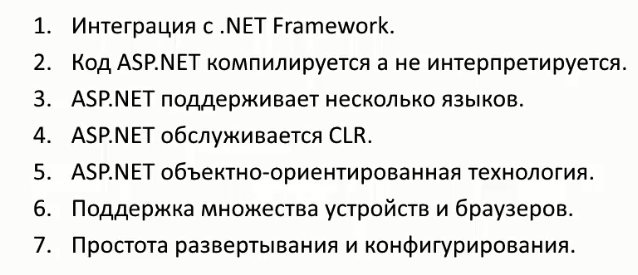 1. Интеграция с .NET Framework.
2. Код ASP.NET компилируется а не интерпретируется.
3. ASP.NET поддерживает несколько языков.
4. ASP.NET обслуживается CLR.
5. ASP.NET объектно-ориентированная технология.
6. Поддержка множества устройств и браузеров.
7. Простота развертывания и конфигурирования.